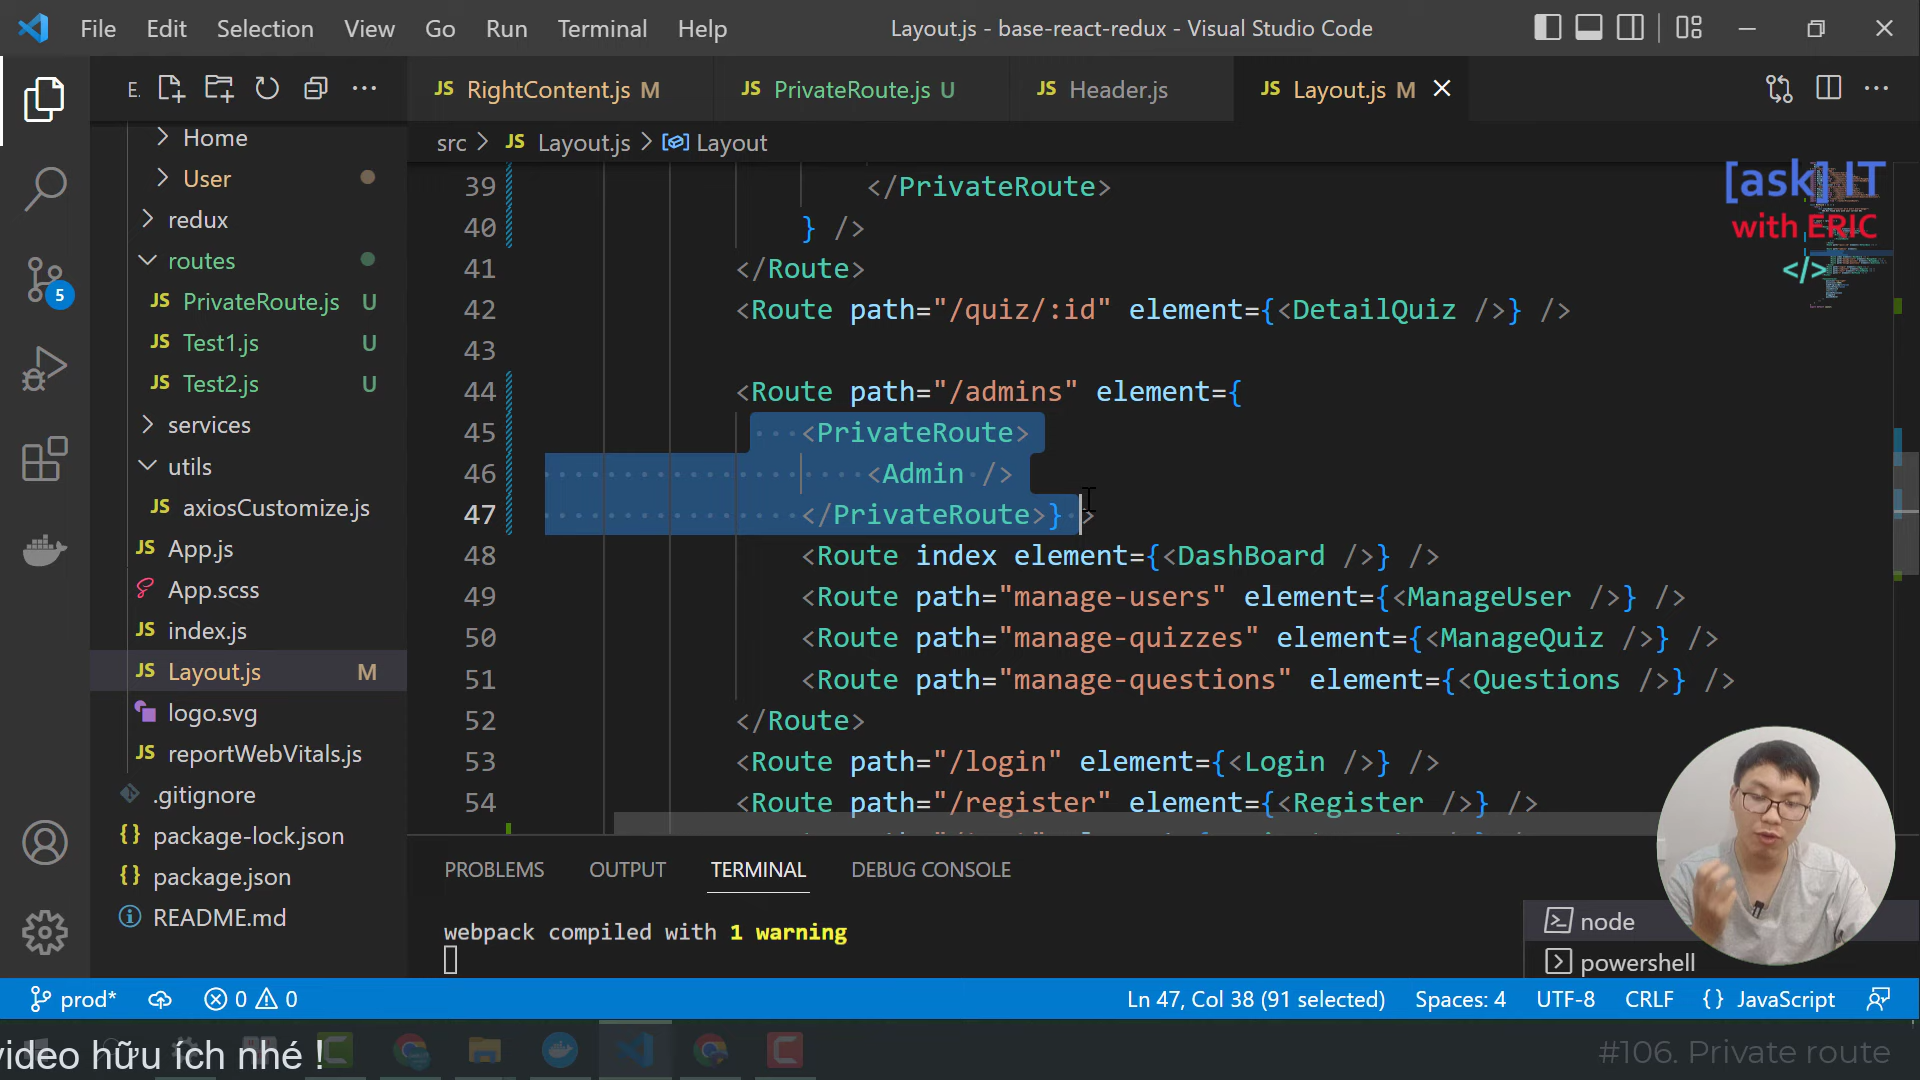 File Edit Selection View Go Run Terminal Help
Layout.js - base-react-redux - Visual Studio Code
E.
JS RightContent.js M
JS PrivateRoute.js U
JS Header.js
JS Layout.js M
src > JS Layout.js > Layout
Home
User
redux
routes
JS PrivateRoute.js U
JS Test1.js U
JS Test2.js U
services
utils
JS axiosCustomize.js
JS App.js
App.scss
JS index.js
JS Layout.js M
logo.svg
JS reportWebVitals.js
.gitignore
{} package-lock.json
{} package.json
README.md
5
39 </PrivateRoute>
40 } />
41 </Route>
42 <Route path="/quiz/:id" element={<DetailQuiz />} />
43
44 <Route path="/admins" element={
45 <PrivateRoute>
46 <Admin />
47 </PrivateRoute>} >
48 <Route index element={<DashBoard />} />
49 <Route path="manage-users" element={<ManageUser />} />
50 <Route path="manage-quizzes" element={<ManageQuiz />} />
51 <Route path="manage-questions" element={<Questions />} />
52 </Route>
53 <Route path="/login" element={<Login />} />
54 <Route path="/register" element={<Register />} />
[ask] IT
with ERIC
</>
PROBLEMS OUTPUT TERMINAL DEBUG CONSOLE
webpack compiled with 1 warning
node
powershell
prod* 0 0
Ln 47, Col 38 (91 selected) Spaces: 4 UTF-8 CRLF {} JavaScript
video hữu ích nhé !
#106. Private route